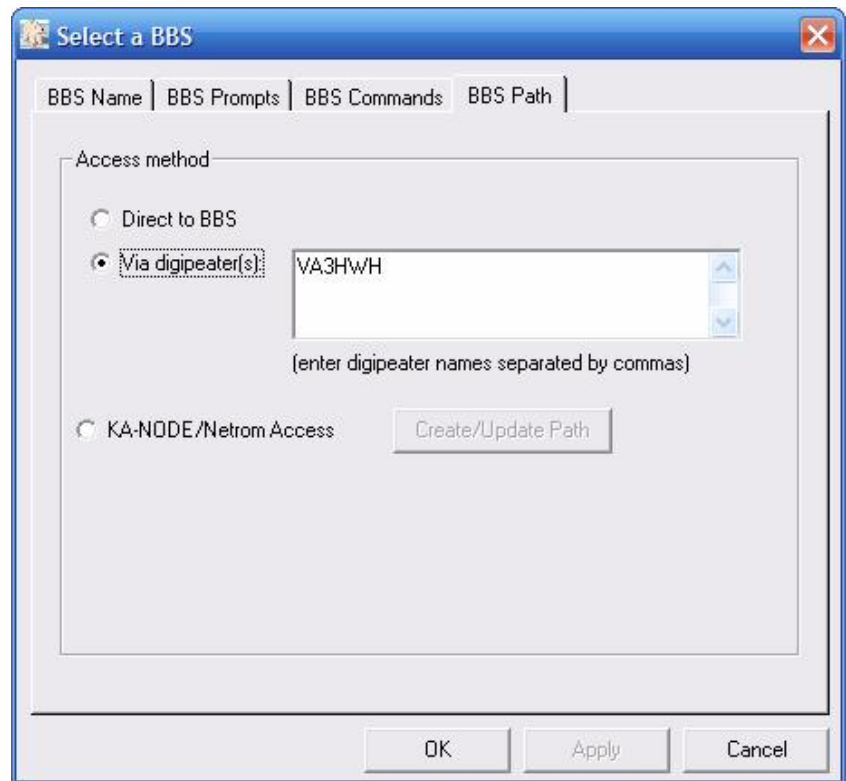 Select a BBS
BBS Name BBS Prompts BBS Commands BBS Path
Access method
Direct to BBS
Via digipeater(s): VA3HWH
(enter digipeater names separated by commas)
KA-NODE/Netrom Access Create/Update Path
OK Apply Cancel